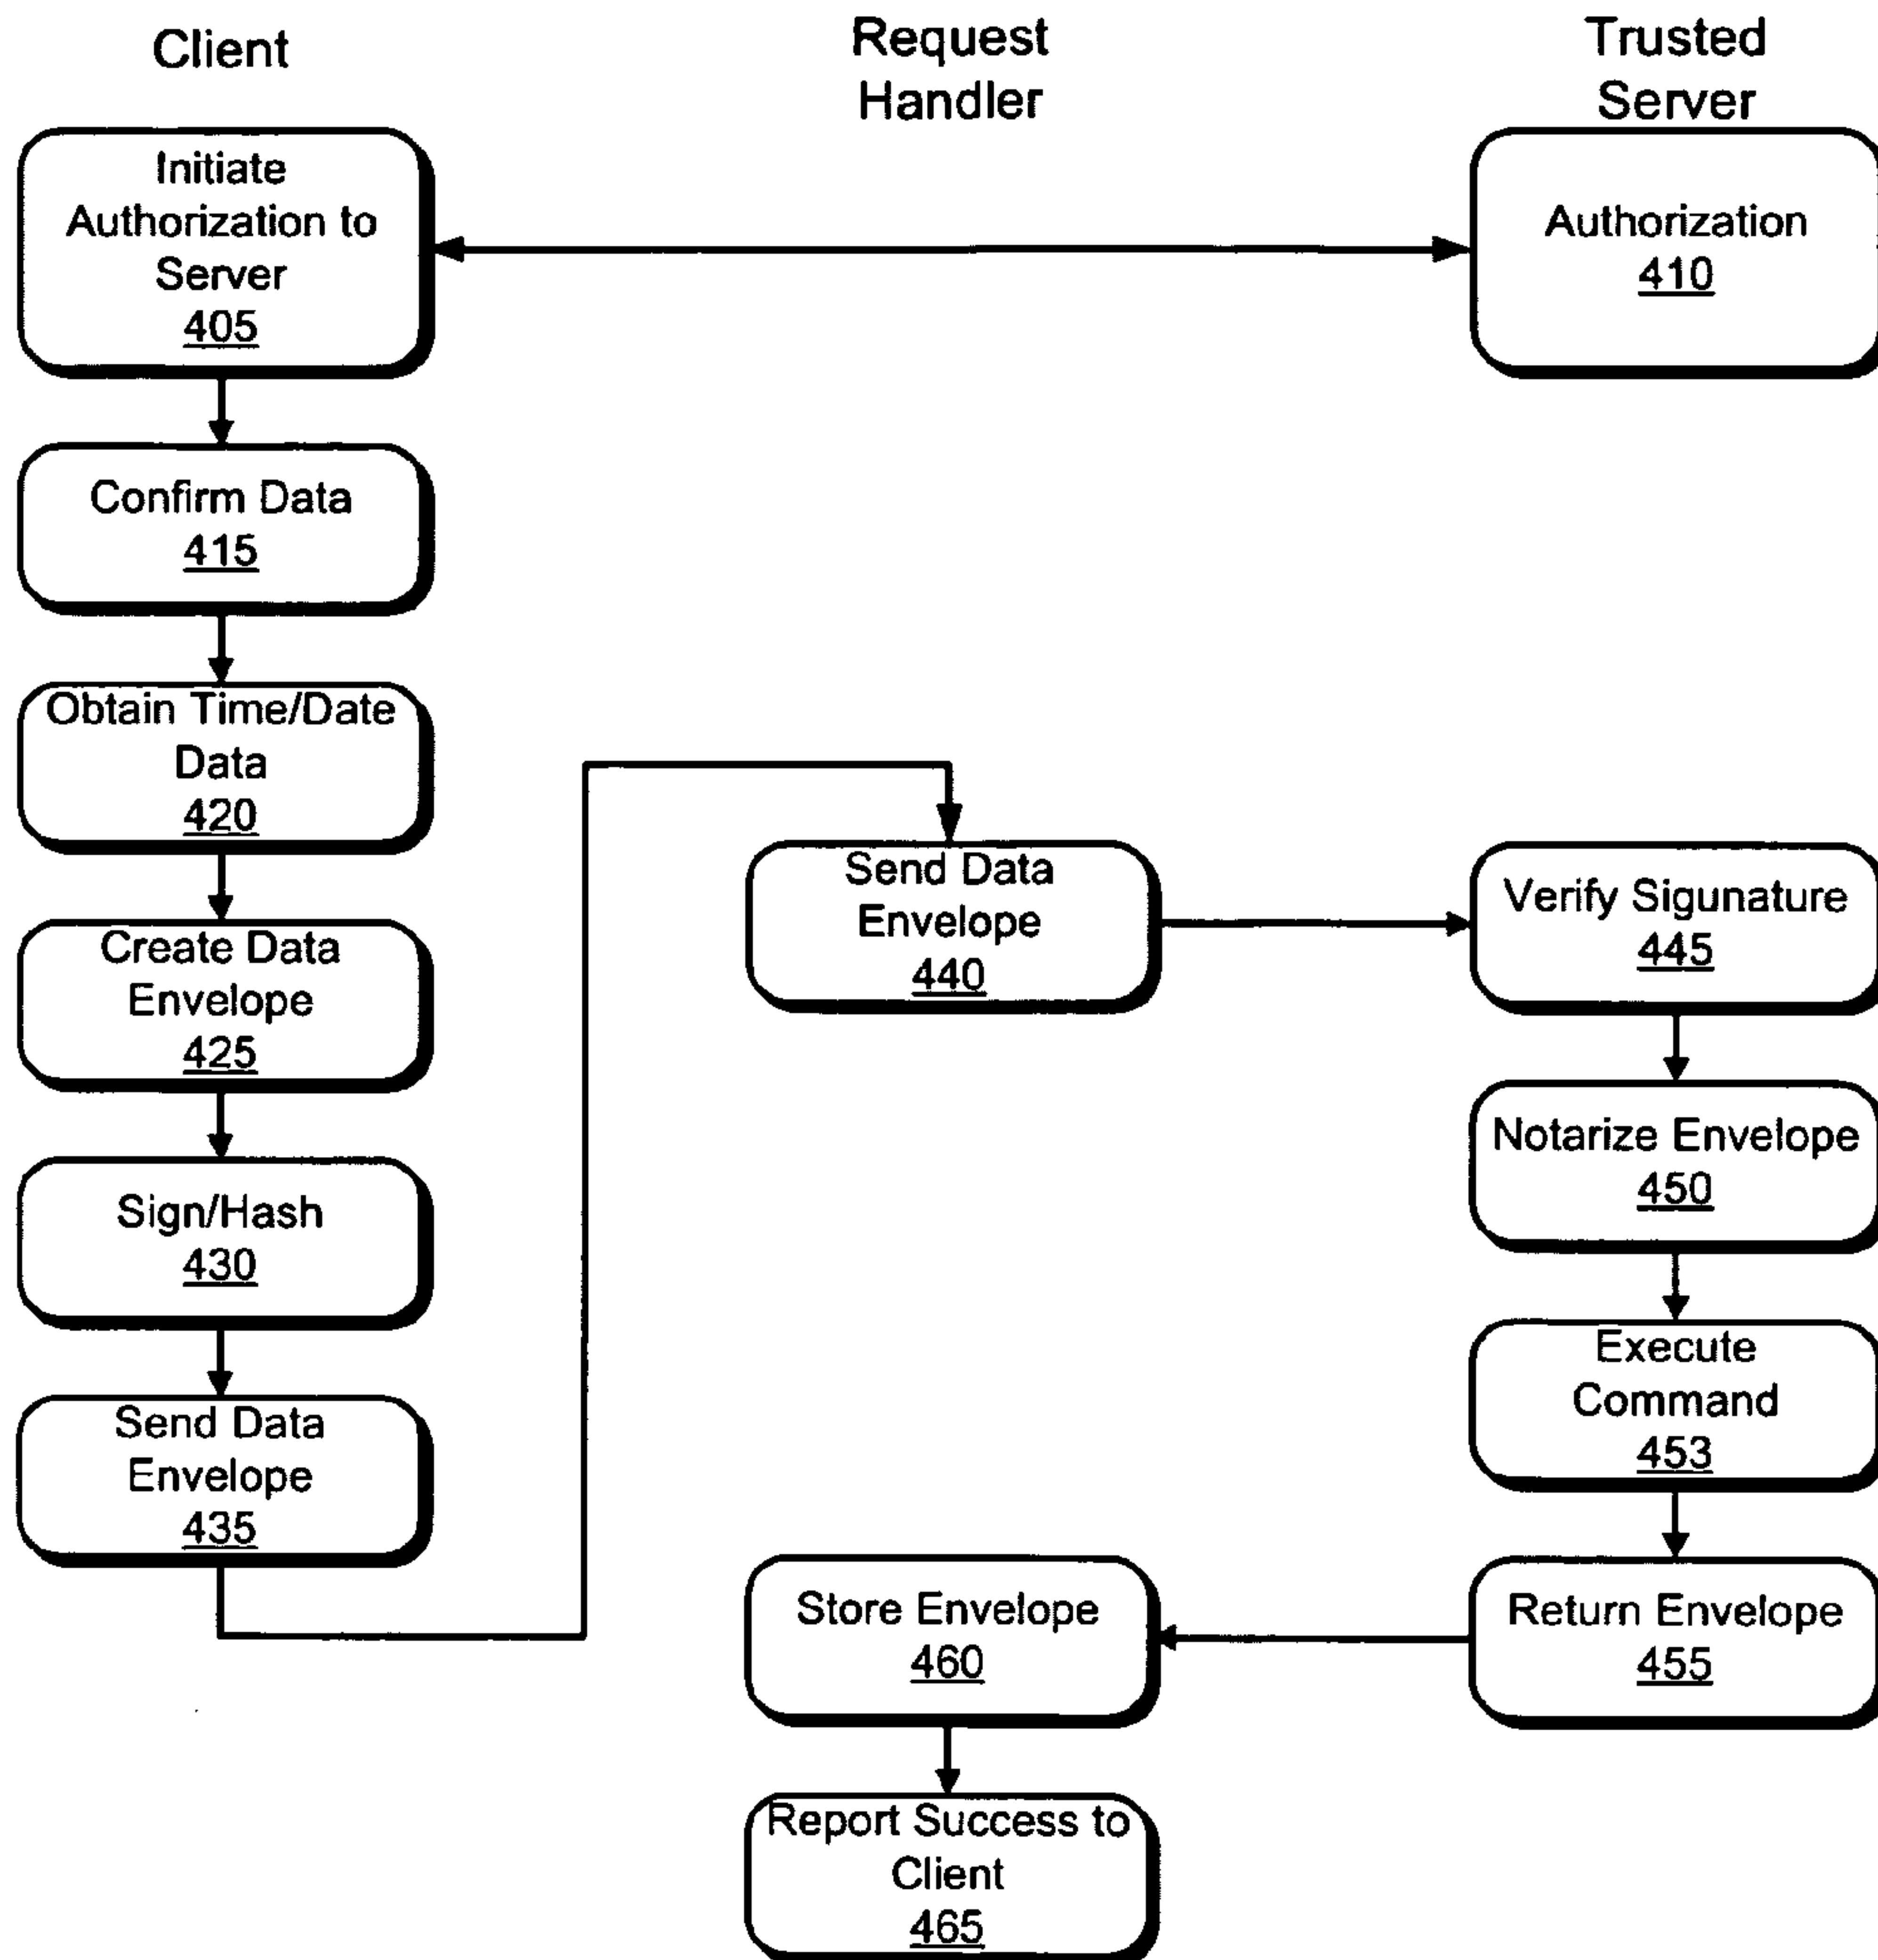 Client
Request
Handler
Trusted
Server
Initiate
Authorization to
Server
405
Authorization
410
Confirm Data
415
Obtain Time/Date
Data
420
Create Data
Envelope
425
Sign/Hash
430
Send Data
Envelope
435
Send Data
Envelope
440
Verify Sigunature
445
Notarize Envelope
450
Execute
Command
453
Return Envelope
455
Store Envelope
460
Report Success to
Client
465